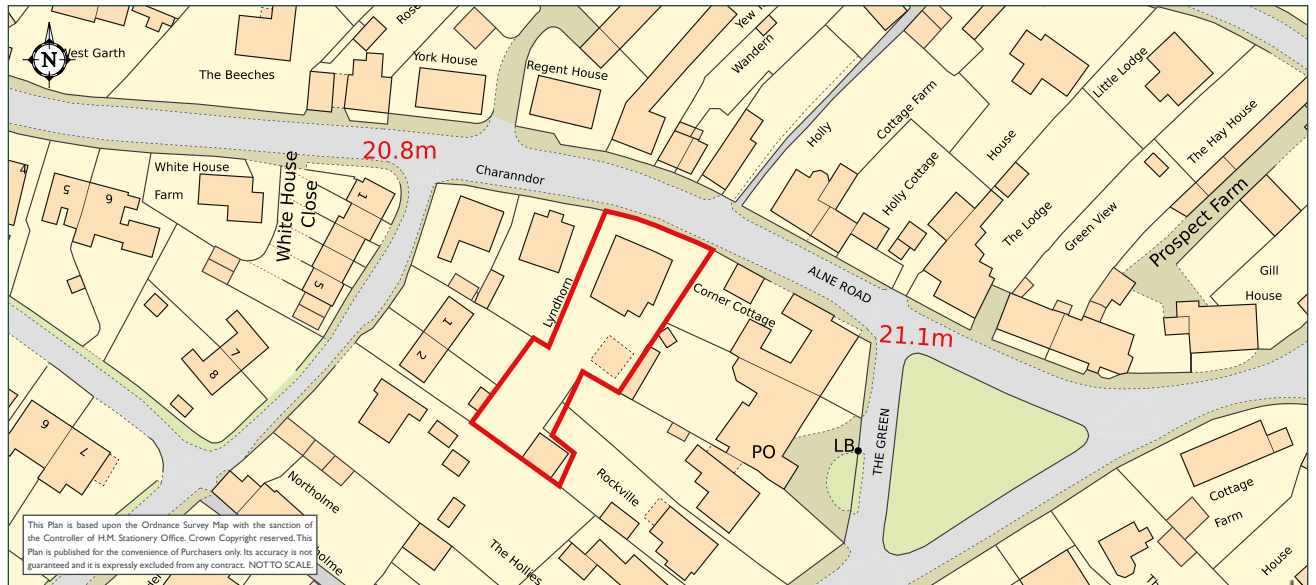 N
West Garth
The Beeches
Rose
York House
Regent House
Yew
Wandern
Holly
Cottage Farm
Little Lodge
House
The Hay House
Holly Cottage
The Lodge
Green View
Prospect Farm
Gill
House
20.8m
Charanndor
White House
Farm
White House
Close
4
5
6
1
5
7
8
1
2
Lyndhorn
Corner Cottage
ALNE ROAD
21.1m
THE GREEN
PO
LB
6
7
Northolme
Rockville
The Hollies
Cottage
Farm
House
This Plan is based upon the Ordnance Survey Map with the sanction of
the Controller of H.M. Stationery Office. Crown Copyright reserved. This
Plan is published for the convenience of Purchasers only. Its accuracy is not
guaranteed and it is expressly excluded from any contract. NOT TO SCALE.